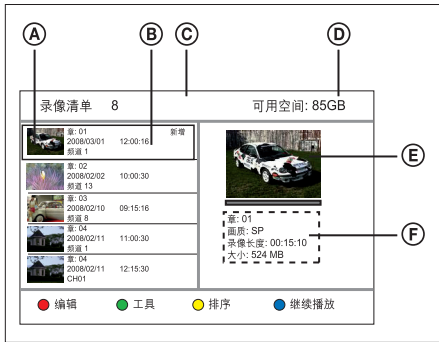 A B C D
录像清单 8 可用空间: 85GB
章: 01 新增
2008/03/01 12:00:16
频道 1
章: 02
2008/02/02 10:00:30
频道 13
章: 03
2008/02/10 09:15:16
频道 8
章: 04
2008/02/11 11:00:30
频道 1
章: 04
2008/02/11 12:15:30
CH01
E
章: 01
画质: SP
录像长度: 00:15:10
大小: 524 MB
F
编辑 工具 排序 继续播放